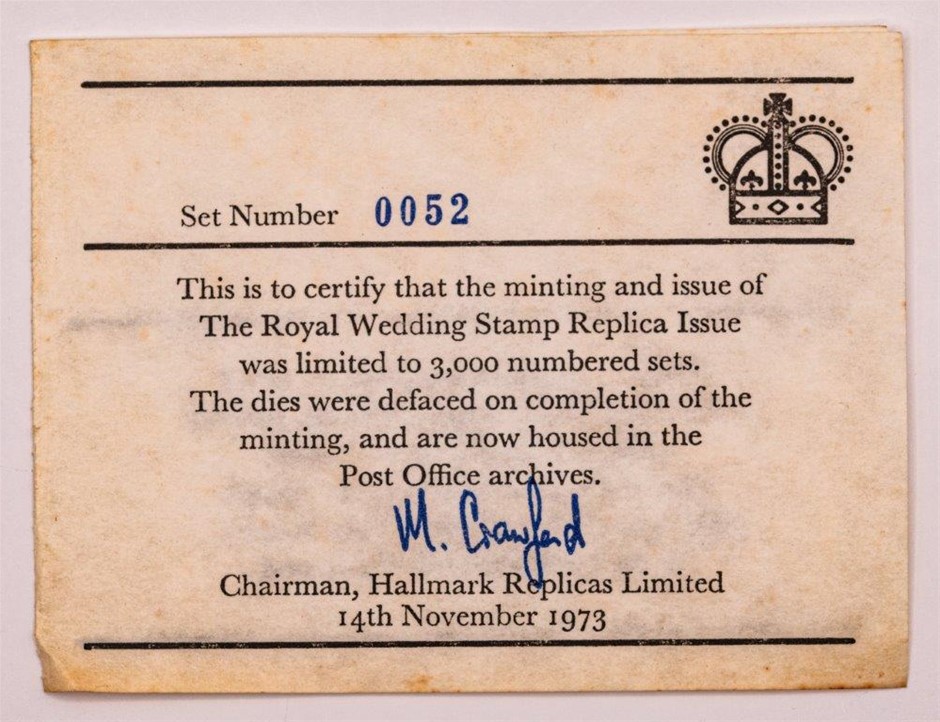 Set Number 0052
This is to certify that the minting and issue of
The Royal Wedding Stamp Replica Issue
was limited to 3,000 numbered sets.
The dies were defaced on completion of the
minting, and are now housed in the
Post Office archives.
M. Crawford
Chairman, Hallmark Replicas Limited
14th November 1973